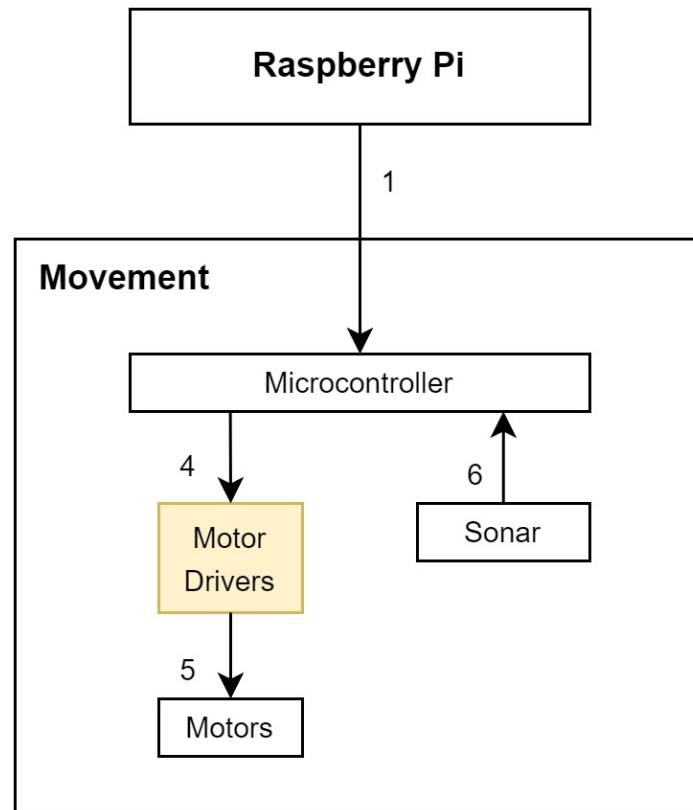 Raspberry Pi
1
Movement
Microcontroller
4
6
Motor
Drivers
Sonar
5
Motors